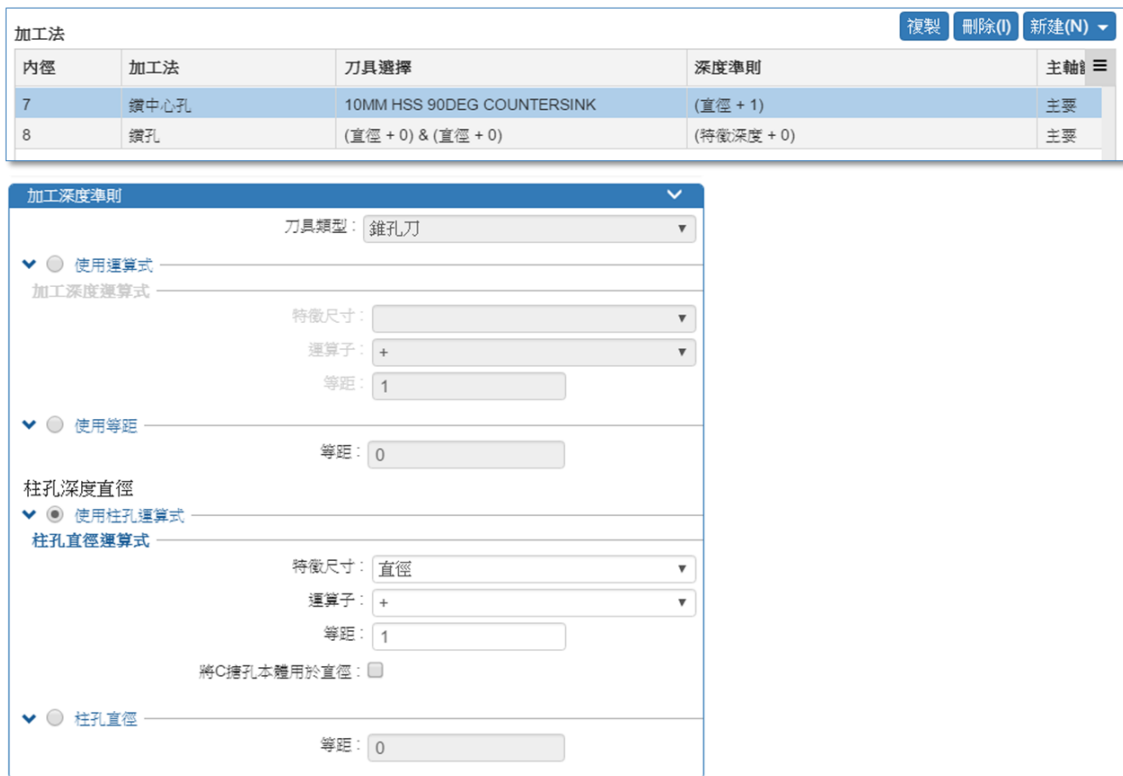 加工法 複製 刪除(I) 新建(N)
內徑 加工法 刀具選擇 深度準則
7 鑽中心孔 10MM HSS 90DEG COUNTERSINK (直徑 + 1) 主要
8 鑽孔 (直徑 + 0) & (直徑 + 0) (特徵深度 + 0) 主要
加工深度準則
刀具類型: 錐孔刀
使用運算式
加工深度運算式
特徵尺寸:
運算子: +
等距: 1
使用等距
等距: 0
柱孔深度直徑
使用柱孔運算式
柱孔直徑運算式
特徵尺寸: 直徑
運算子: +
等距: 1
將C搪孔本體用於直徑:
柱孔直徑
等距: 0